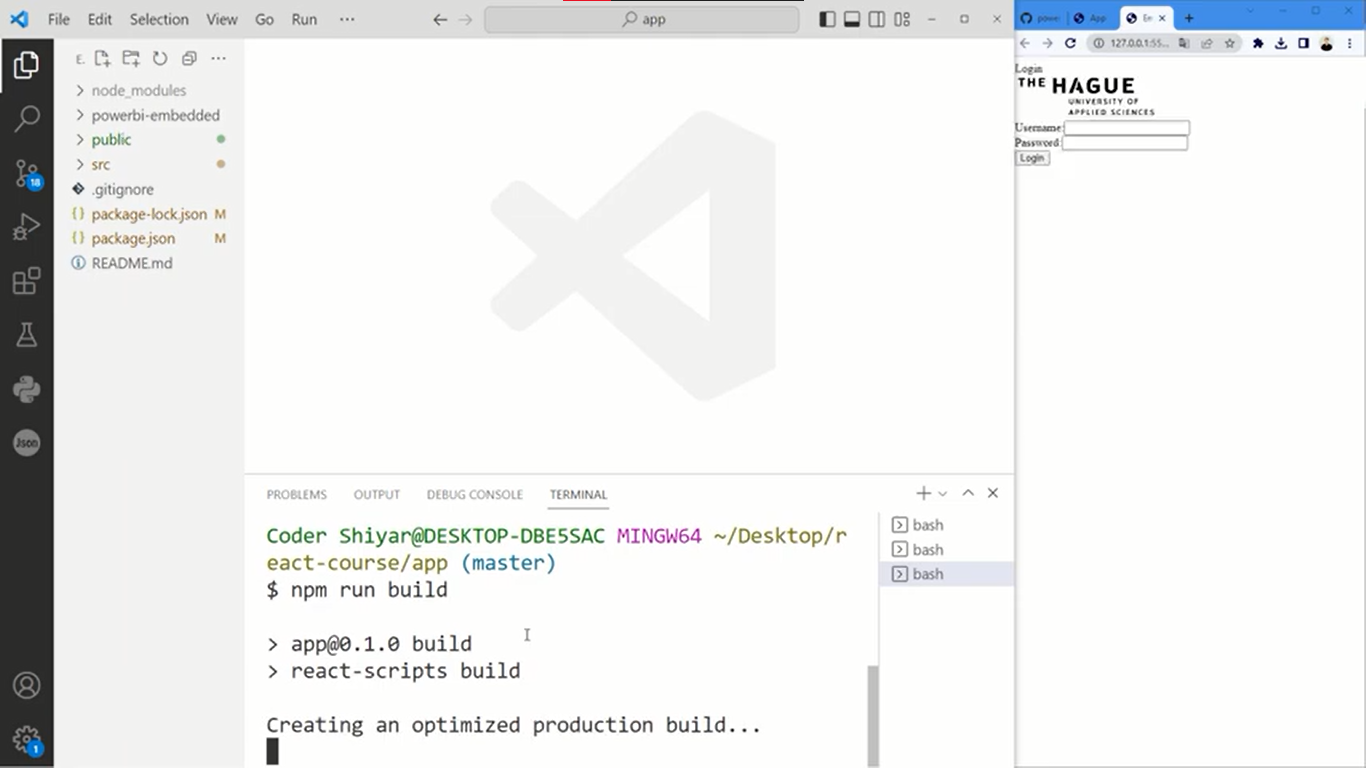 File Edit Selection View Go Run ...
app
E.
node_modules
powerbi-embedded
public
src
.gitignore
package-lock.json M
package.json M
README.md
18
Json
1
PROBLEMS OUTPUT DEBUG CONSOLE TERMINAL
Coder Shiyar@DESKTOP-DBE5SAC MINGW64 ~/Desktop/r
eact-course/app (master)
$ npm run build
> app@0.1.0 build
> react-scripts build
Creating an optimized production build...
bash
bash
bash
powe App Em
127.0.0.1:55...
Login
THE HAGUE
UNIVERSITY OF
APPLIED SCIENCES
Username:
Password:
Login